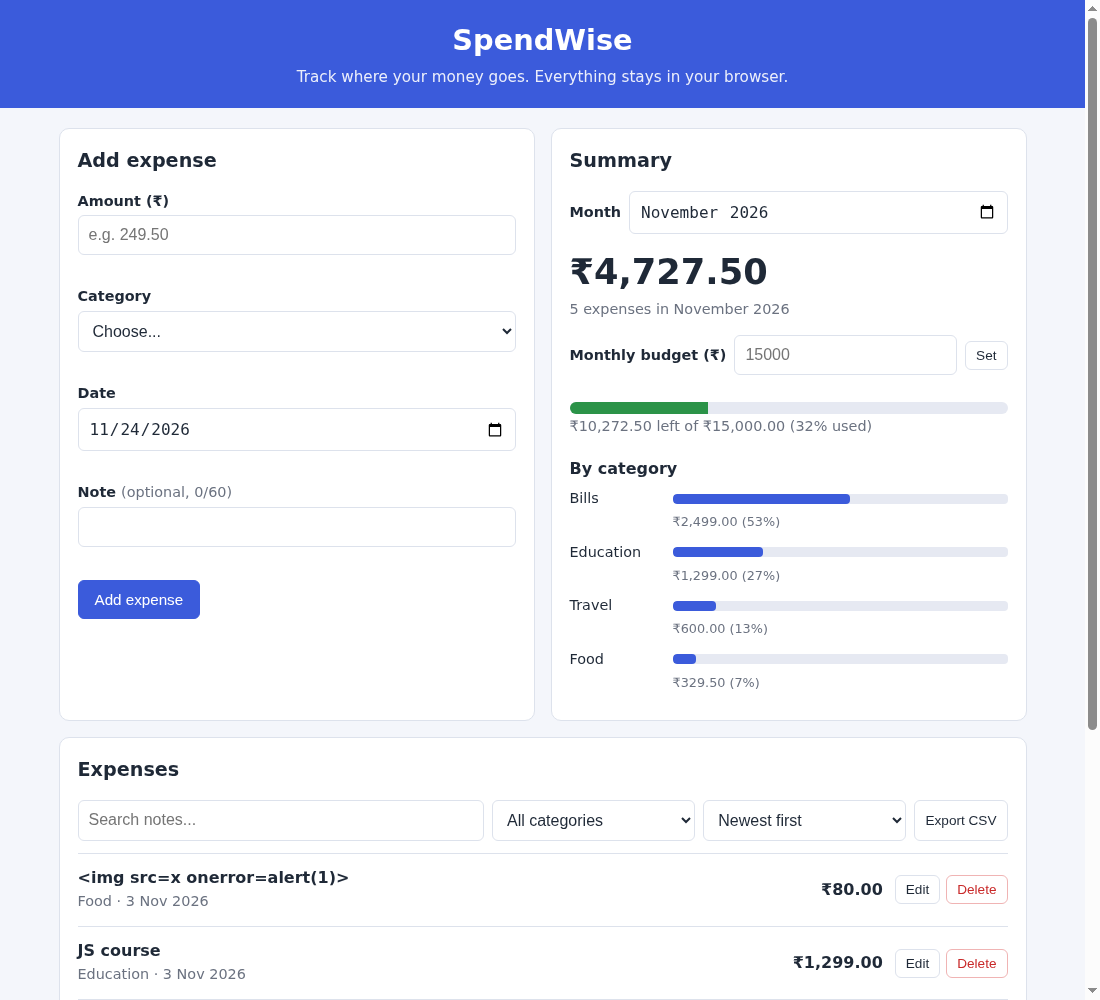 SpendWise
Track where your money goes. Everything stays in your browser.
Add expense
Amount (₹)
e.g. 249.50
Category
Choose...
Date
11/24/2026
Note (optional, 0/60)
Add expense
Summary
Month November 2026
₹4,727.50
5 expenses in November 2026
Monthly budget (₹) 15000 Set
₹10,272.50 left of ₹15,000.00 (32% used)
By category
Bills
₹2,499.00 (53%)
Education
₹1,299.00 (27%)
Travel
₹600.00 (13%)
Food
₹329.50 (7%)
Expenses
Search notes... All categories Newest first Export CSV
<img src=x onerror=alert(1)>
Food · 3 Nov 2026
₹80.00 Edit Delete
JS course
Education · 3 Nov 2026
₹1,299.00 Edit Delete